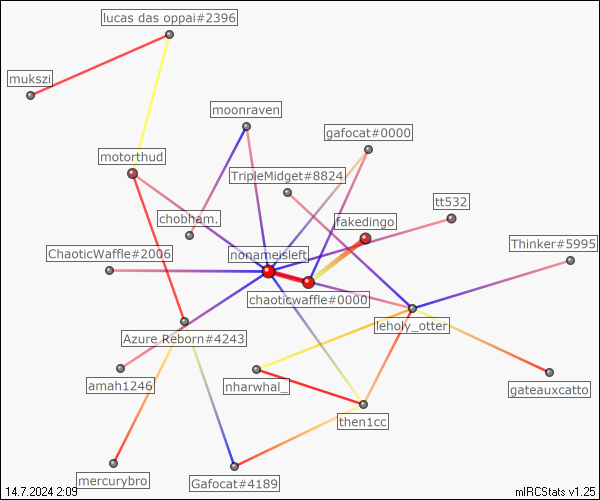 lucas das oppai#2396
mukszi
moonraven
gafocat#0000
motorthud
TripleMidget#8824
tt532
chobham.
fakedingo
Thinker#5995
ChaoticWaffle#2006
nonameisleft
chaoticwaffle#0000
leholy_otter
Azure Reborn#4243
amah1246
nharwhal_
gateauxcatto
then1cc
mercurybro
Gafocat#4189
14.7.2024 2:09
mIRCStats v1.25